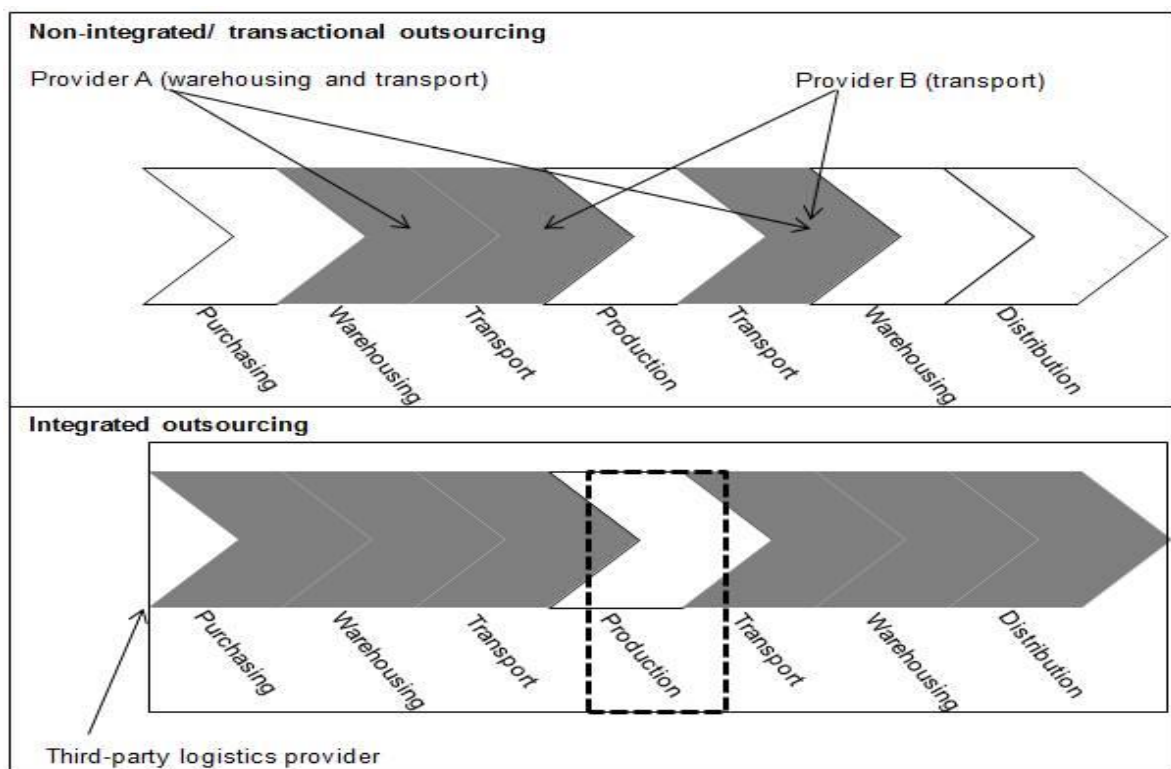 Non-integrated/ transactional outsourcing
Provider A (warehousing and transport)
Provider B (transport)
Purchasing
Warehousing
Transport
Production
Transport
Warehousing
Distribution
Integrated outsourcing
Purchasing
Warehousing
Transport
Production
Transport
Warehousing
Distribution
Third-party logistics provider